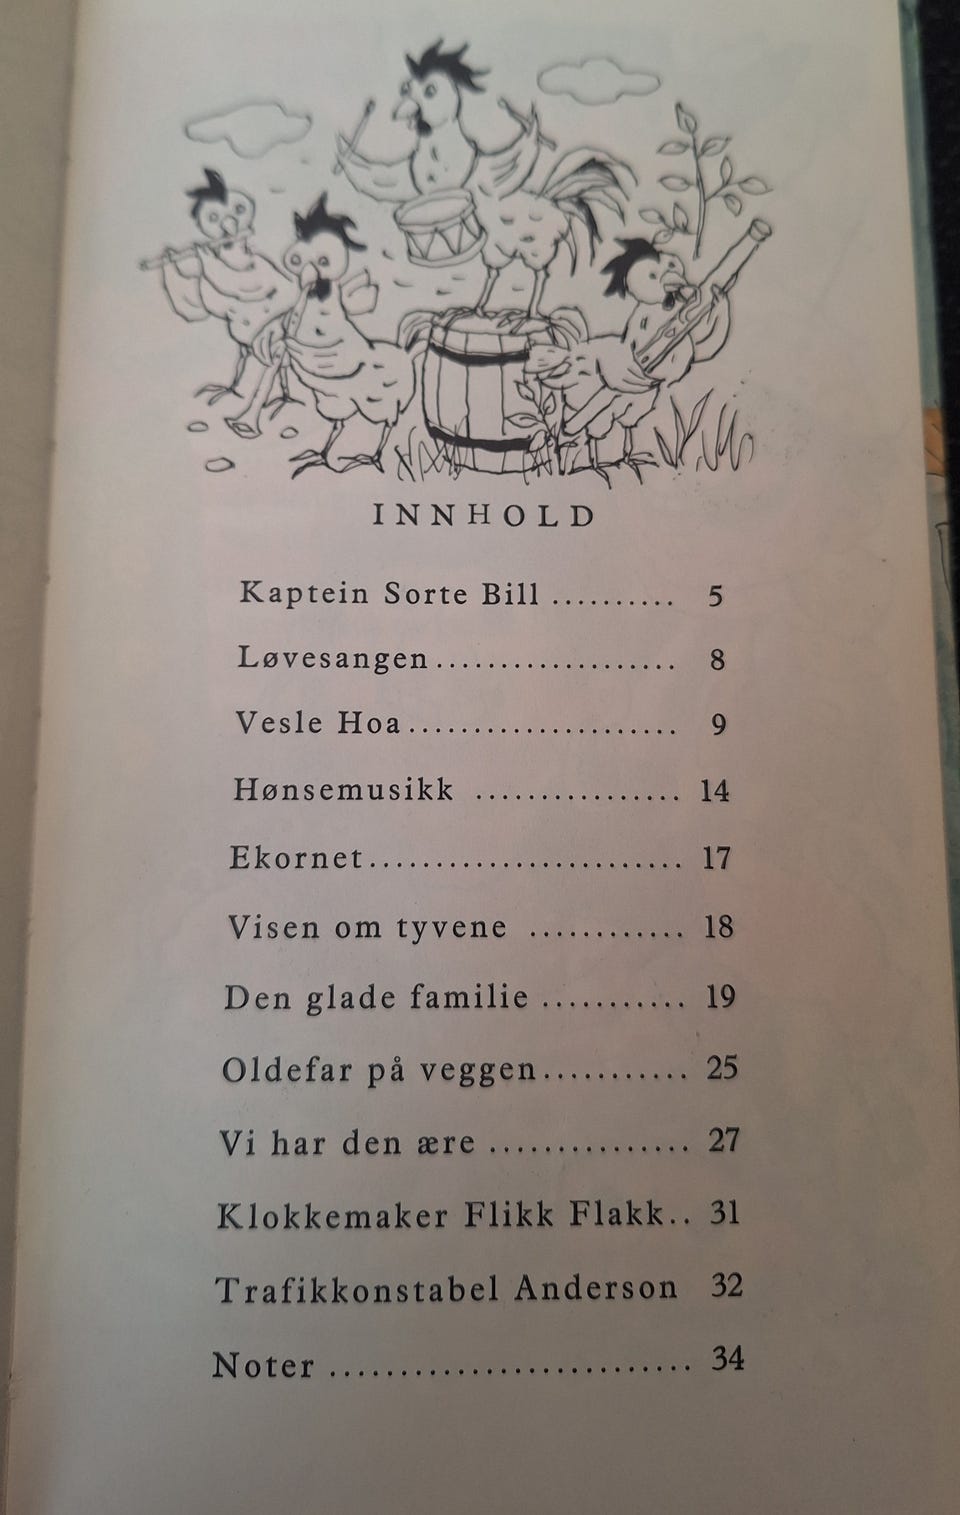 INNHOLD
Kaptein Sorte Bill .......... 5
Løvesangen ................... 8
Vesle Hoa ..................... 9
Hønsemusikk ................ 14
Ekornet ........................ 17
Visen om tyvene ............ 18
Den glade familie ........... 19
Oldefar på veggen ........... 25
Vi har den ære ............... 27
Klokkemaker Flikk Flakk .. 31
Trafikkonstabel Anderson 32
Noter .......................... 34